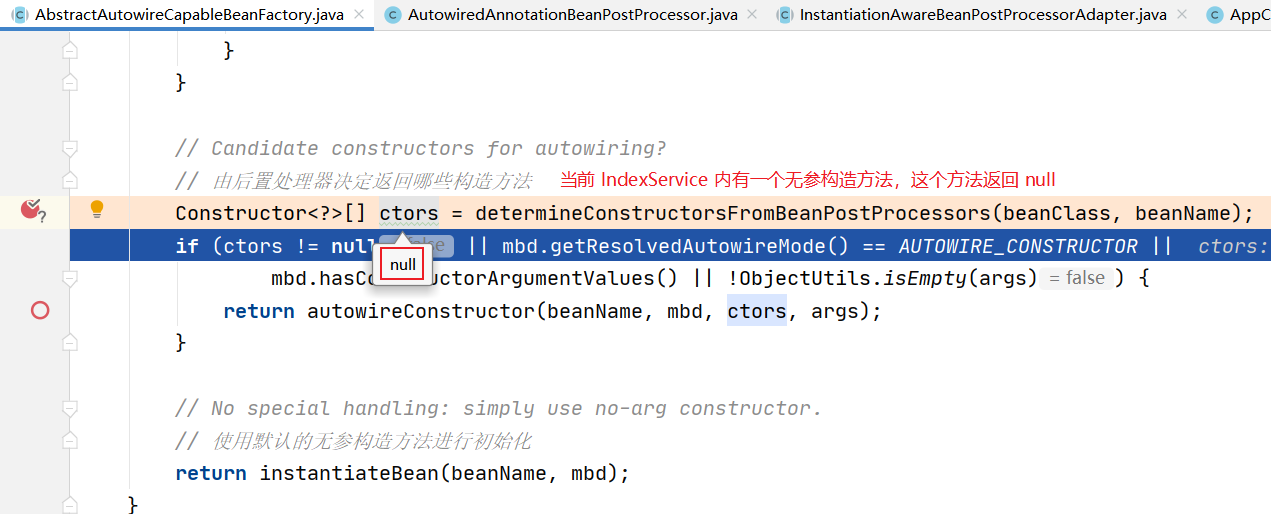 AbstractAutowireCapableBeanFactory.java AutowiredAnnotationBeanPostProcessor.java InstantiationAwareBeanPostProcessorAdapter.java AppC
}
}
// Candidate constructors for autowiring?
// 由后置处理器决定返回哪些构造方法 当前 IndexService 内有一个无参构造方法，这个方法返回 null
Constructor<?>[] ctors = determineConstructorsFromBeanPostProcessors(beanClass, beanName);
if (ctors != null = false || mbd.getResolvedAutowireMode() == AUTOWIRE_CONSTRUCTOR || ctors:
null
mbd.hasCo uctorArgumentValues() || !ObjectUtils.isEmpty(args) = false ) {
return autowireConstructor(beanName, mbd, ctors, args);
}
// No special handling: simply use no-arg constructor.
// 使用默认的无参构造方法进行初始化
return instantiateBean(beanName, mbd);
}